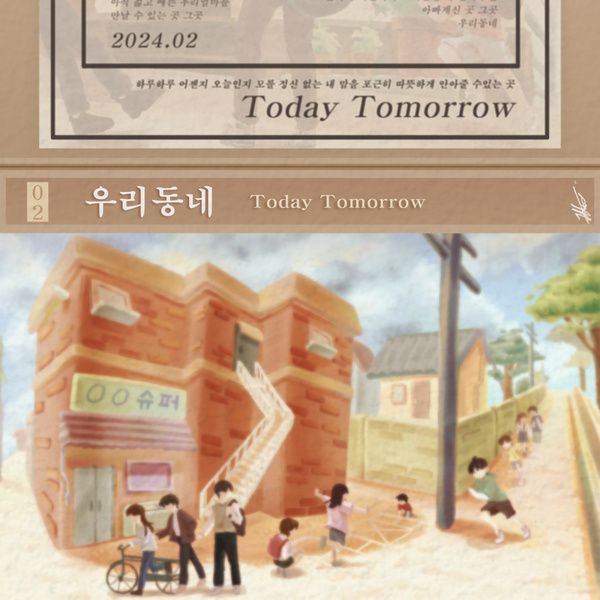 아직 젊고 예쁜 우리엄마를
만날 수 있는 곳 그곳
아빠계신 곳 그곳
우리동네
2024.02
하루하루 어젠지 오늘인지 모를 정신 없는 내 맘을 포근히 따뜻하게 안아줄 수있는 곳
Today Tomorrow
02
우리동네
Today Tomorrow
○○슈퍼